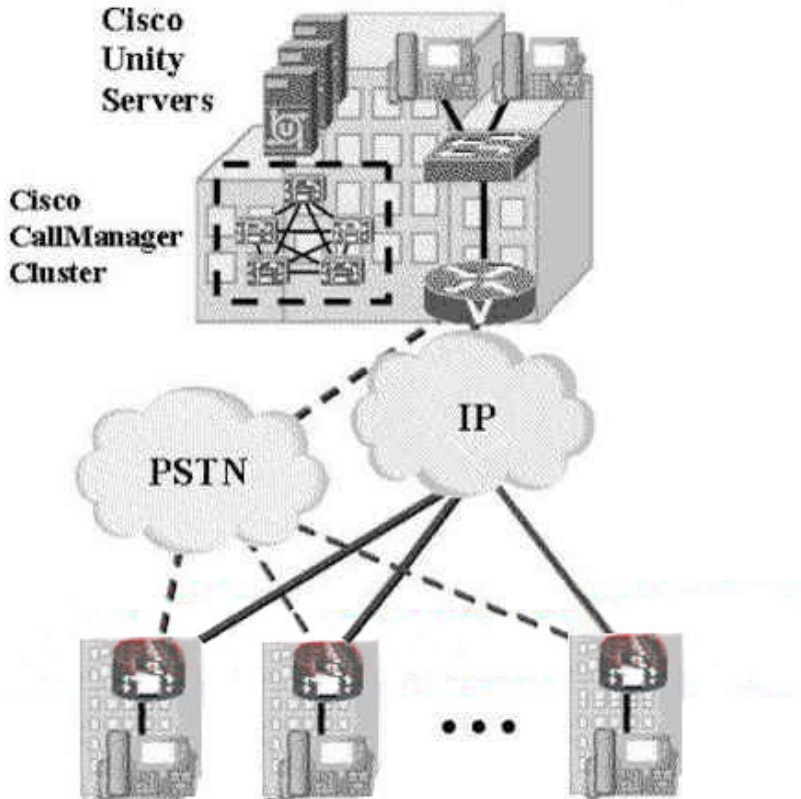 Cisco
Unity
Servers
Cisco
CallManager
Cluster
IP
PSTN